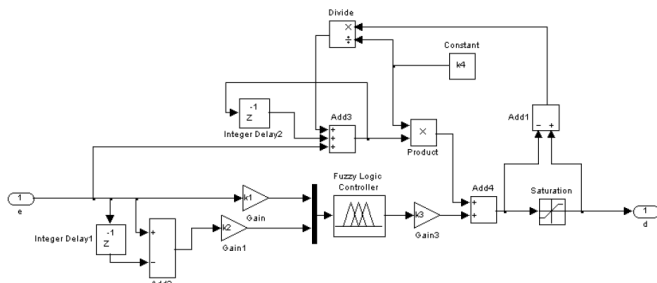 Divide
×
÷
Constant
k4
-1
Z
Integer Delay2
Add3
+
+
+
×
Product
Add1
- +
Fuzzy Logic
Controller
Add4
+
+
Saturation
1
e
k1
Gain
k2
Gain1
k3
Gain3
1
d
-1
Z
Integer Delay1
+
-